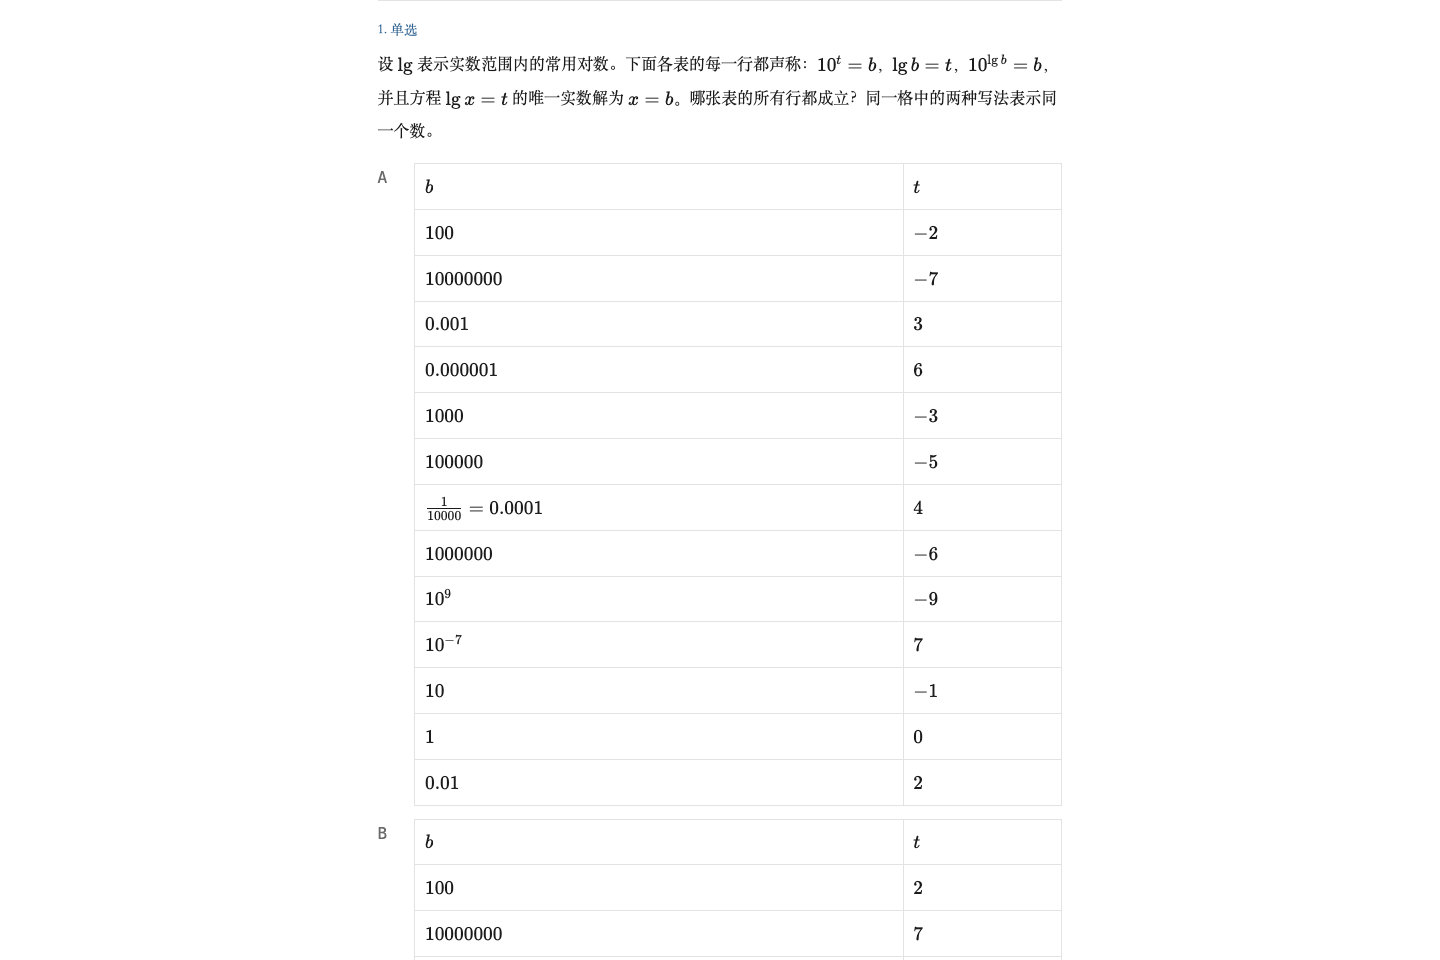 1. 单选
设 lg 表示实数范围内的常用对数。下面各表的每一行都声称：10^t = b, lg b = t, 10^{lg b} = b,
并且方程 lg x = t 的唯一实数解为 x = b。哪张表的所有行都成立？同一格中的两种写法表示同
一个数。
A
b t
100 −2
10000000 −7
0.001 3
0.000001 6
1000 −3
100000 −5
\frac{1}{10000} = 0.0001 4
1000000 −6
10^9 −9
10^{−7} 7
10 −1
1 0
0.01 2
B
b t
100 2
10000000 7